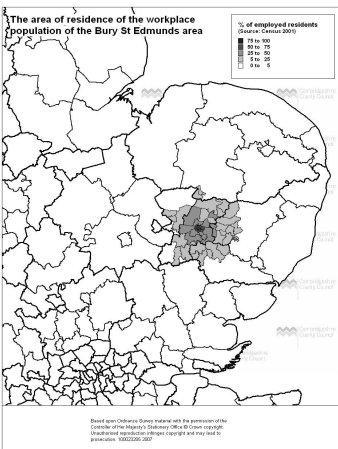 The area of residence of the workplace
population of the Bury St Edmunds area
% of employed residents
(Source: Census 2001)
75 to 100
50 to 75
25 to 50
5 to 25
0 to 5
Cambridgeshire
County Council
Based upon Ordnance Survey material with the permission of the
Controller of Her Majesty's Stationery Office © Crown copyright.
Unauthorised reproduction infringes copyright and may lead to
prosecution. 100023205 2007